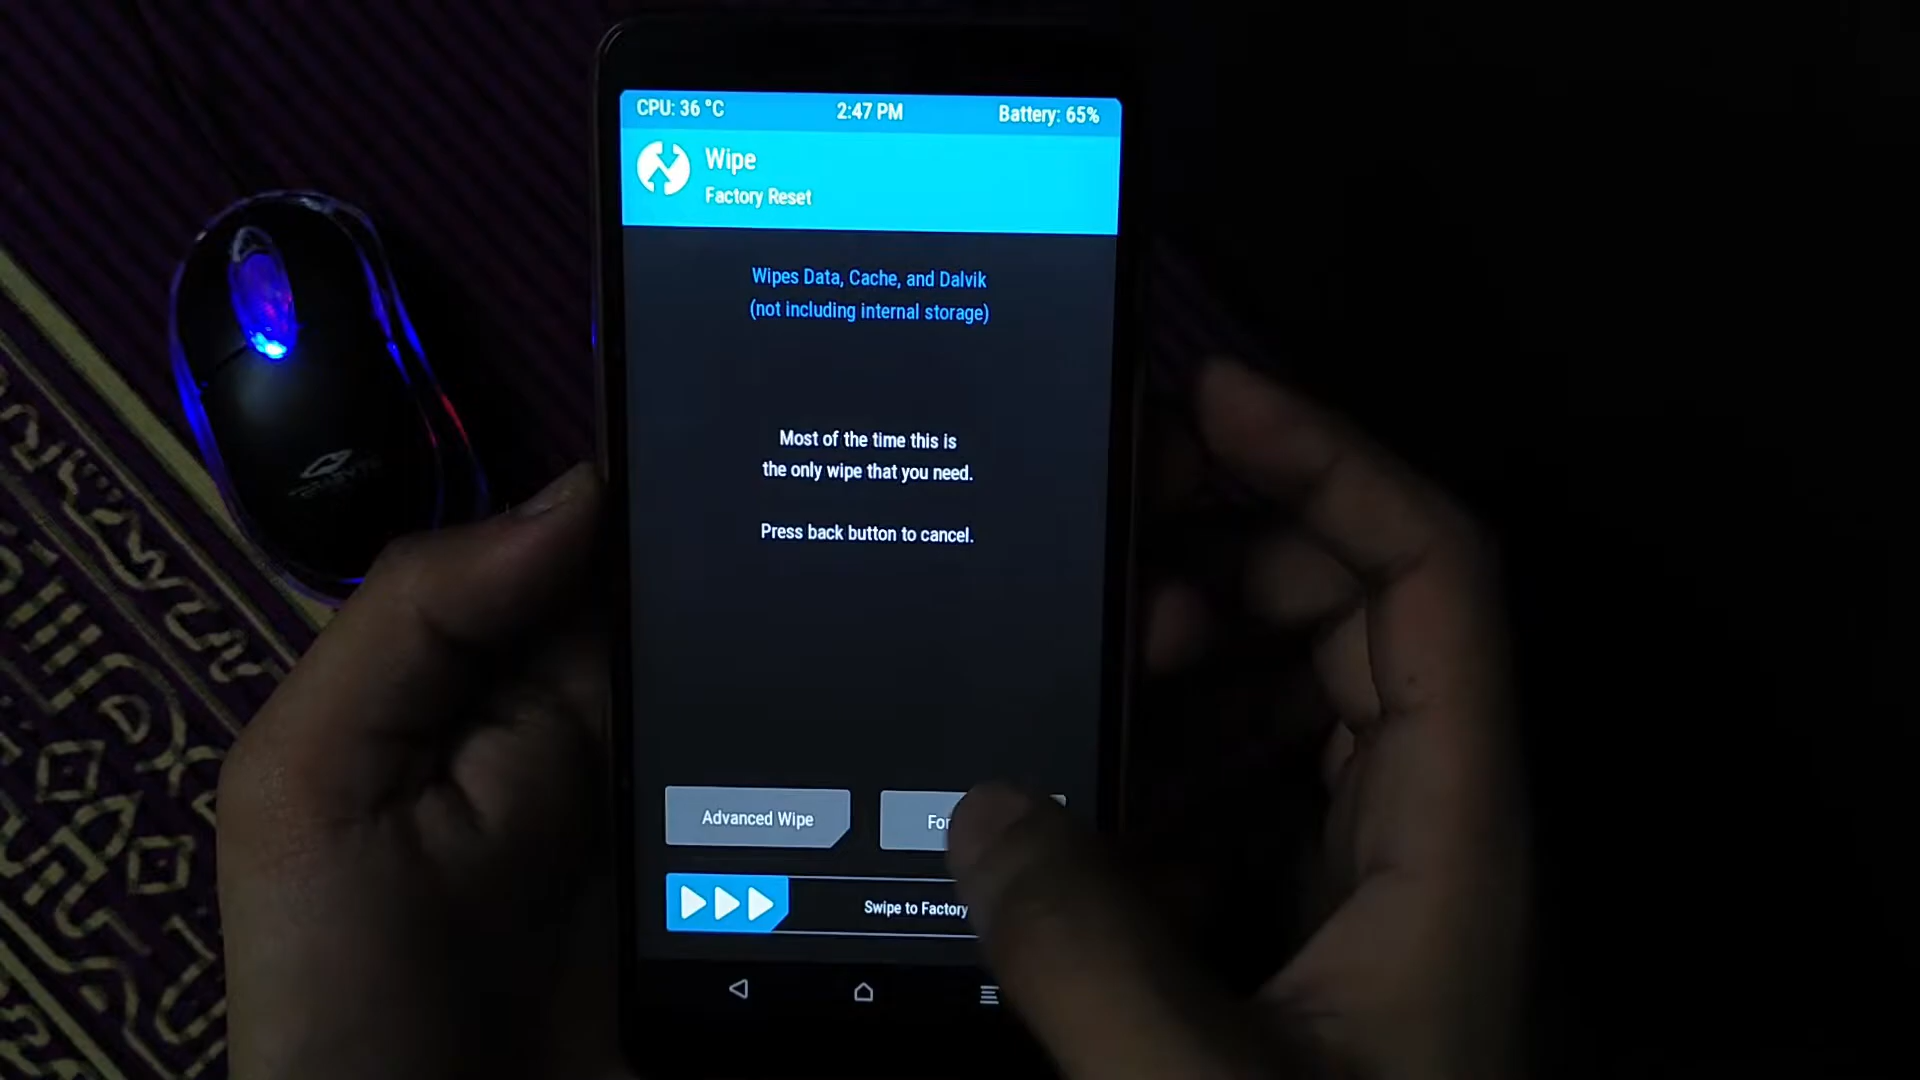 CPU: 36 °C
2:47 PM
Battery: 65%
Wipe
Factory Reset
Wipes Data, Cache, and Dalvik
(not including internal storage)
Most of the time this is
the only wipe that you need.
Press back button to cancel.
Advanced Wipe
For
Swipe to Factory